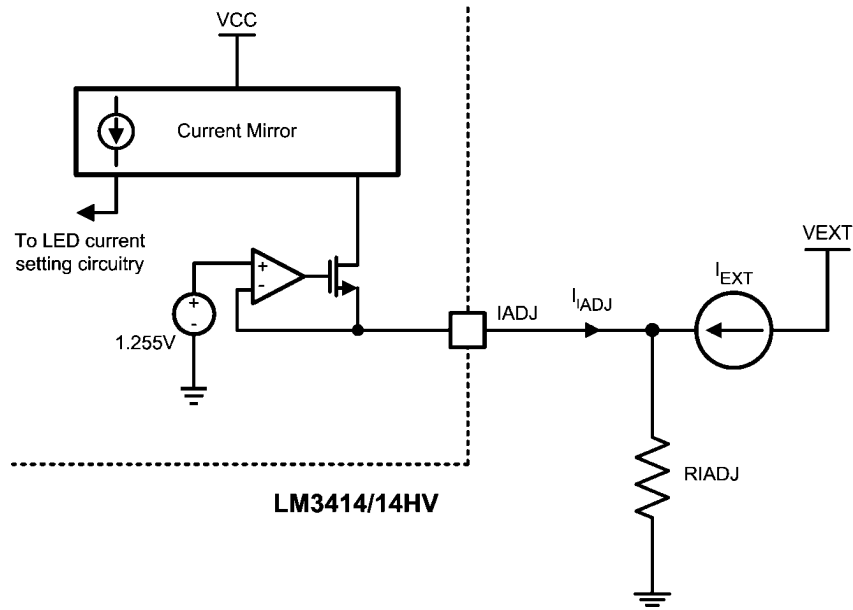 VCC
Current Mirror
To LED current
setting circuitry
+
-
+
-
1.255V
IADJ
IIADJ
IEXT
VEXT
RIADJ
LM3414/14HV